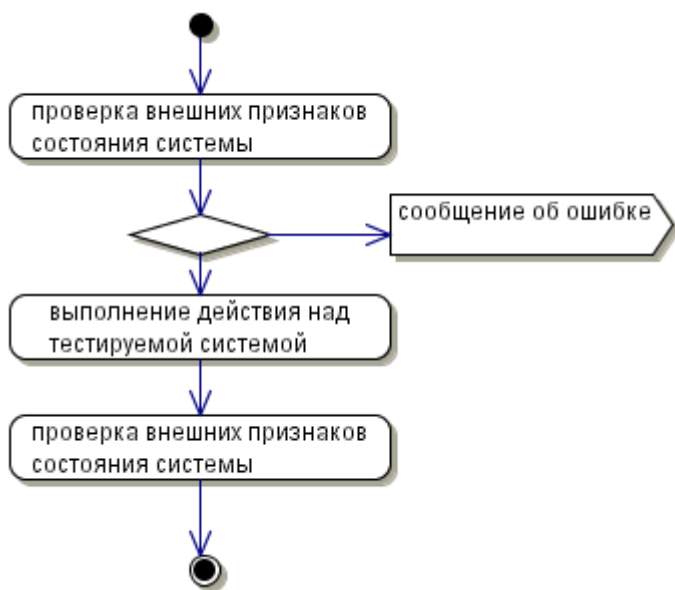 проверка внешних признаков
состояния системы
сообщение об ошибке
выполнение действия над
тестируемой системой
проверка внешних признаков
состояния системы